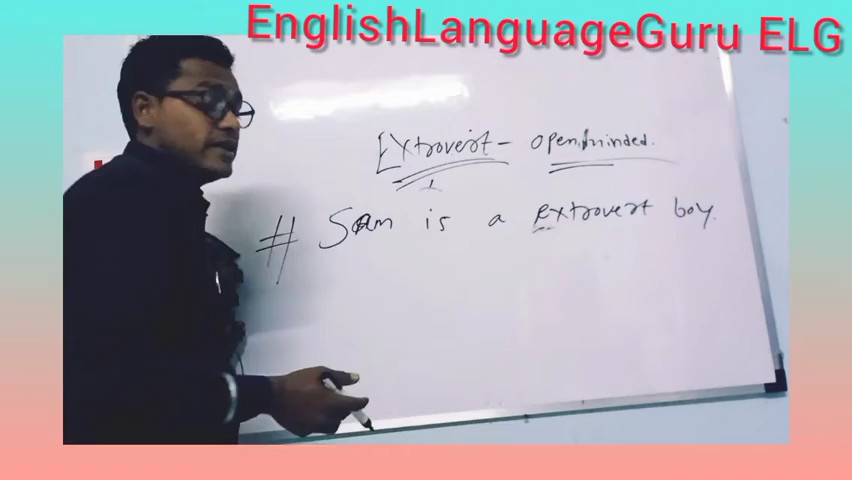 EnglishLanguageGuru ELG
Extrovert - open minded.
# Sam is a extrovert boy.